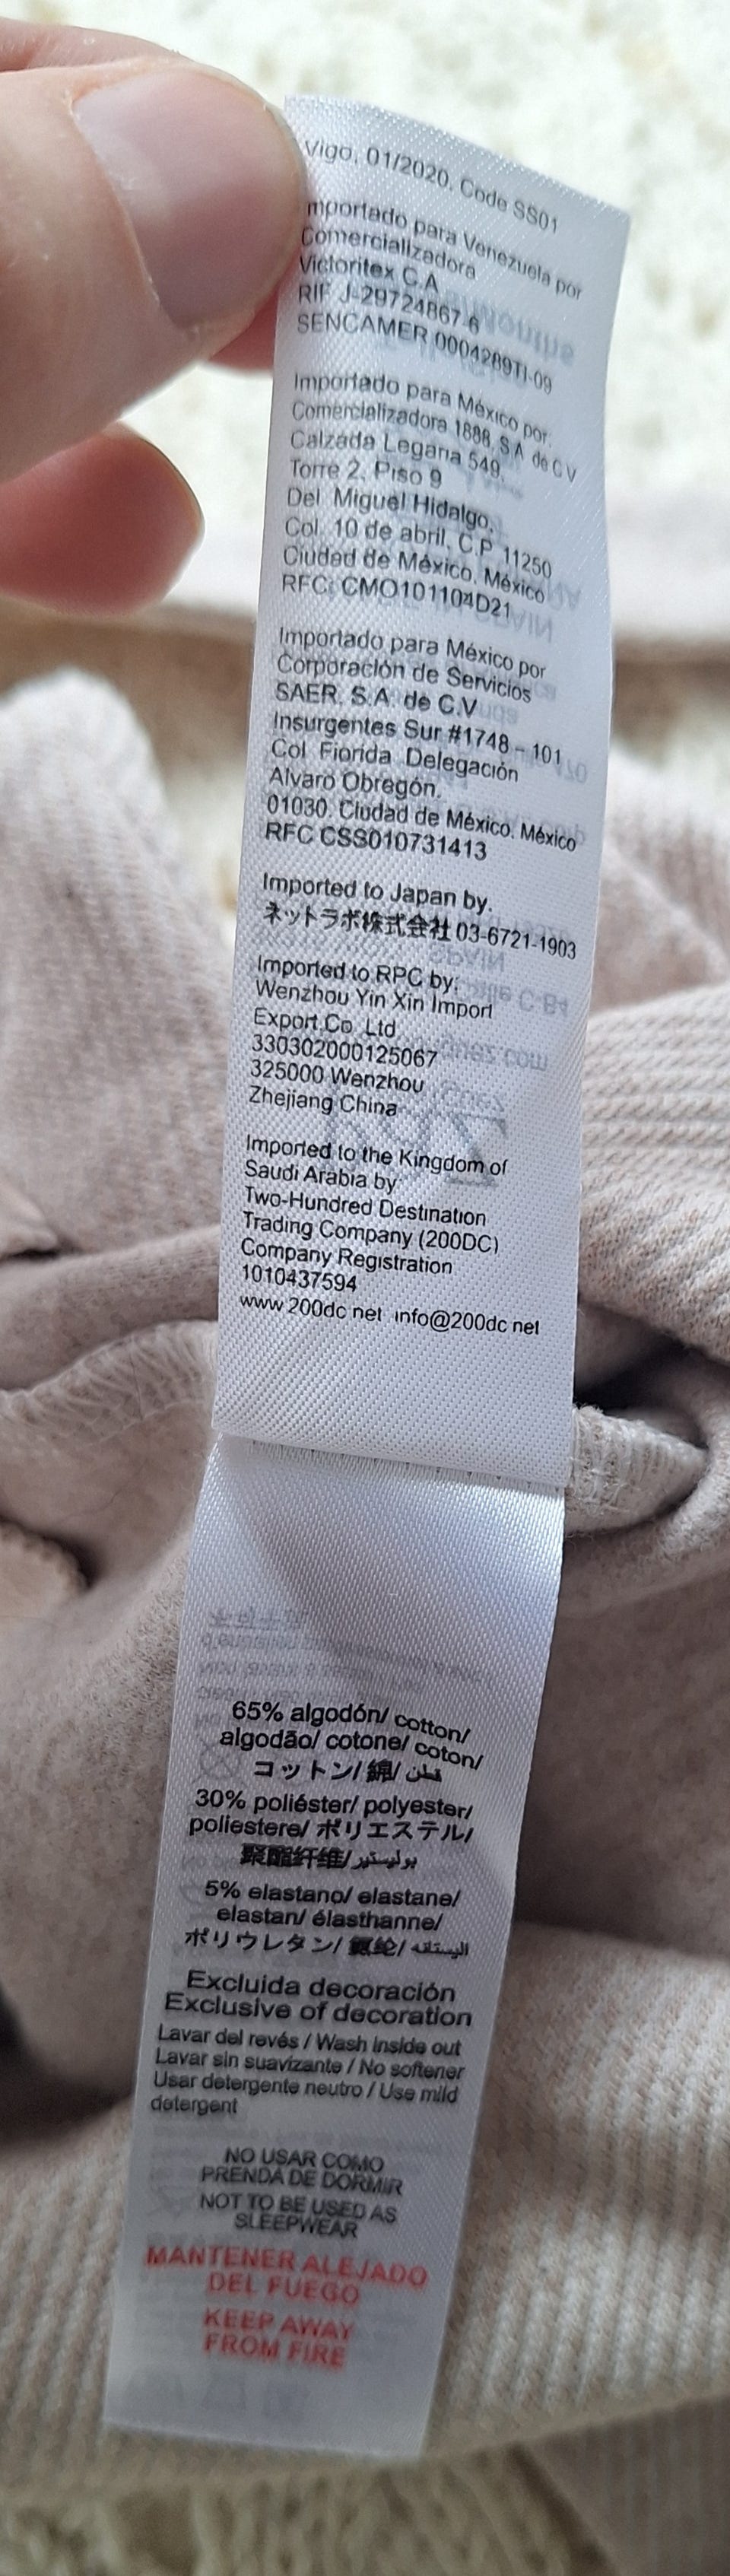 Vigo, 01/2020. Code SS01
mportado para Venezuela por
Comercializadora
Victoritex C.A
RIF J-29724867-6
SENCAMER 0004289TI-09
Importado para México por:
Comercializadora 1888, S.A. de C.V
Calzada Legaria 549,
Torre 2, Piso 9
Del. Miguel Hidalgo,
Col. 10 de abril, C.P. 11250
Ciudad de México, México
RFC: CMO101104D21
Importado para México por
Corporación de Servicios
SAER, S.A. de C.V
Insurgentes Sur #1748 – 101
Col Florida Delegación
Alvaro Obregón.
01030. Ciudad de México. México
RFC CSS010731413
Imported to Japan by.
ネットラボ株式会社 03-6721-1903
Imported to RPC by:
Wenzhou Yin Xin Import
Export Co Ltd
330302000125067
325000 Wenzhou
Zhejiang China
Imported to the Kingdom of
Saudi Arabia by
Two-Hundred Destination
Trading Company (200DC)
Company Registration
1010437594
www 200dc net info@200dc net
65% algodón/ cotton/
algodão/ cotone/ coton/
コットン/ 錦/ قطن
30% poliéster/ polyester/
poliestere/ ポリエステル/
聚酯纤维/ بوليستير
5% elastano/ elastane/
elastan/ élasthanne/
ポリウレタン/ 氨纶/ اليستانه
Excluida decoración
Exclusive of decoration
Lavar del revés / Wash inside out
Lavar sin suavizante / No softener
Usar detergente neutro / Use mild
detergent
NO USAR COMO
PRENDA DE DORMIR
NOT TO BE USED AS
SLEEPWEAR
MANTENER ALEJADO
DEL FUEGO
KEEP AWAY
FROM FIRE